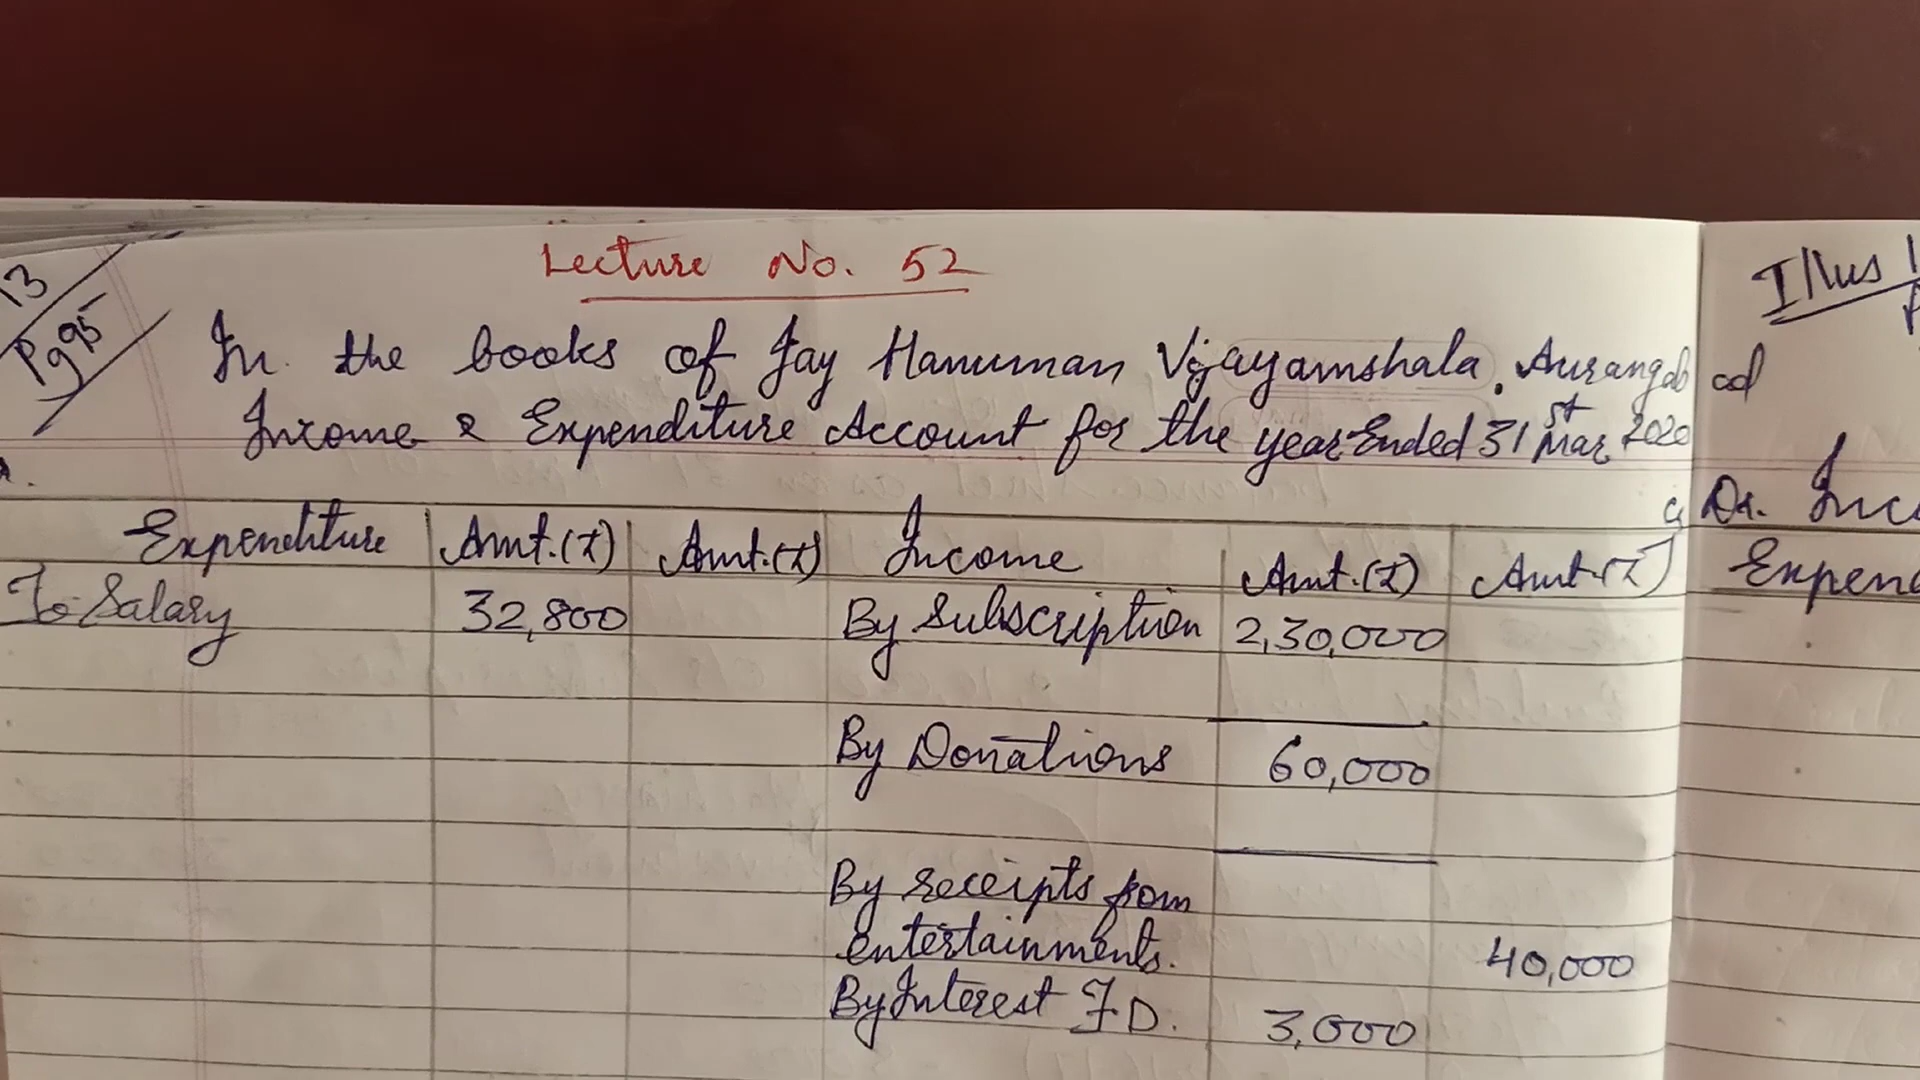 Lecture No. 52
13
Pg 95
In the books of Jay Hanuman Vijayamshala, Aurangabad
Income & Expenditure Account for the year Ended 31st Mar 2020
Expenditure Amt.(₹) Amt.(₹) Income Amt.(₹) Amt.(₹)
To Salary 32,800 By Subscription 2,30,000
By Donations 60,000
By receipts from
entertainments. 40,000
By Interest F.D. 3,000
Illus
Dr. Inc
Expend